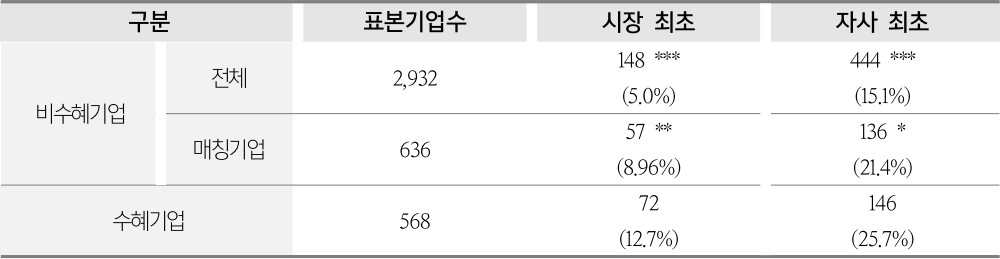 구분 표본기업수 시장 최초 자사 최초
비수혜기업 전체 2,932 148 *** 444 ***
(5.0%) (15.1%)
매칭기업 636 57 ** 136 *
(8.96%) (21.4%)
수혜기업 568 72 146
(12.7%) (25.7%)